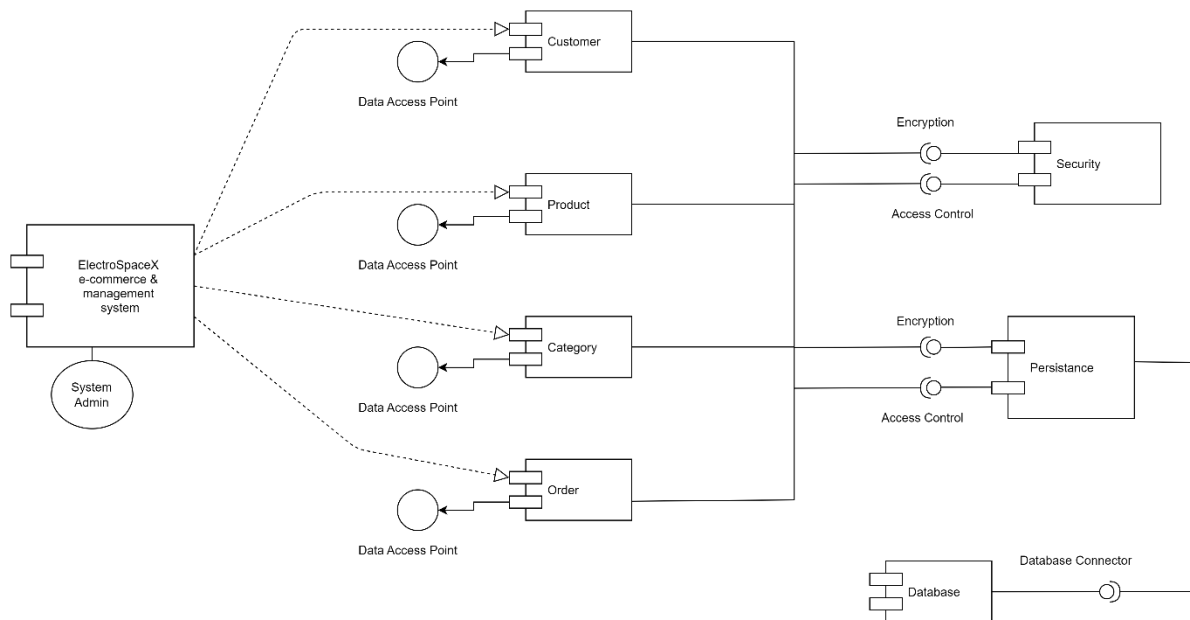 Customer
Data Access Point
Encryption
Security
Access Control
Product
Data Access Point
ElectroSpaceX
e-commerce &
management
system
System
Admin
Category
Data Access Point
Encryption
Persistance
Access Control
Order
Data Access Point
Database Connector
Database